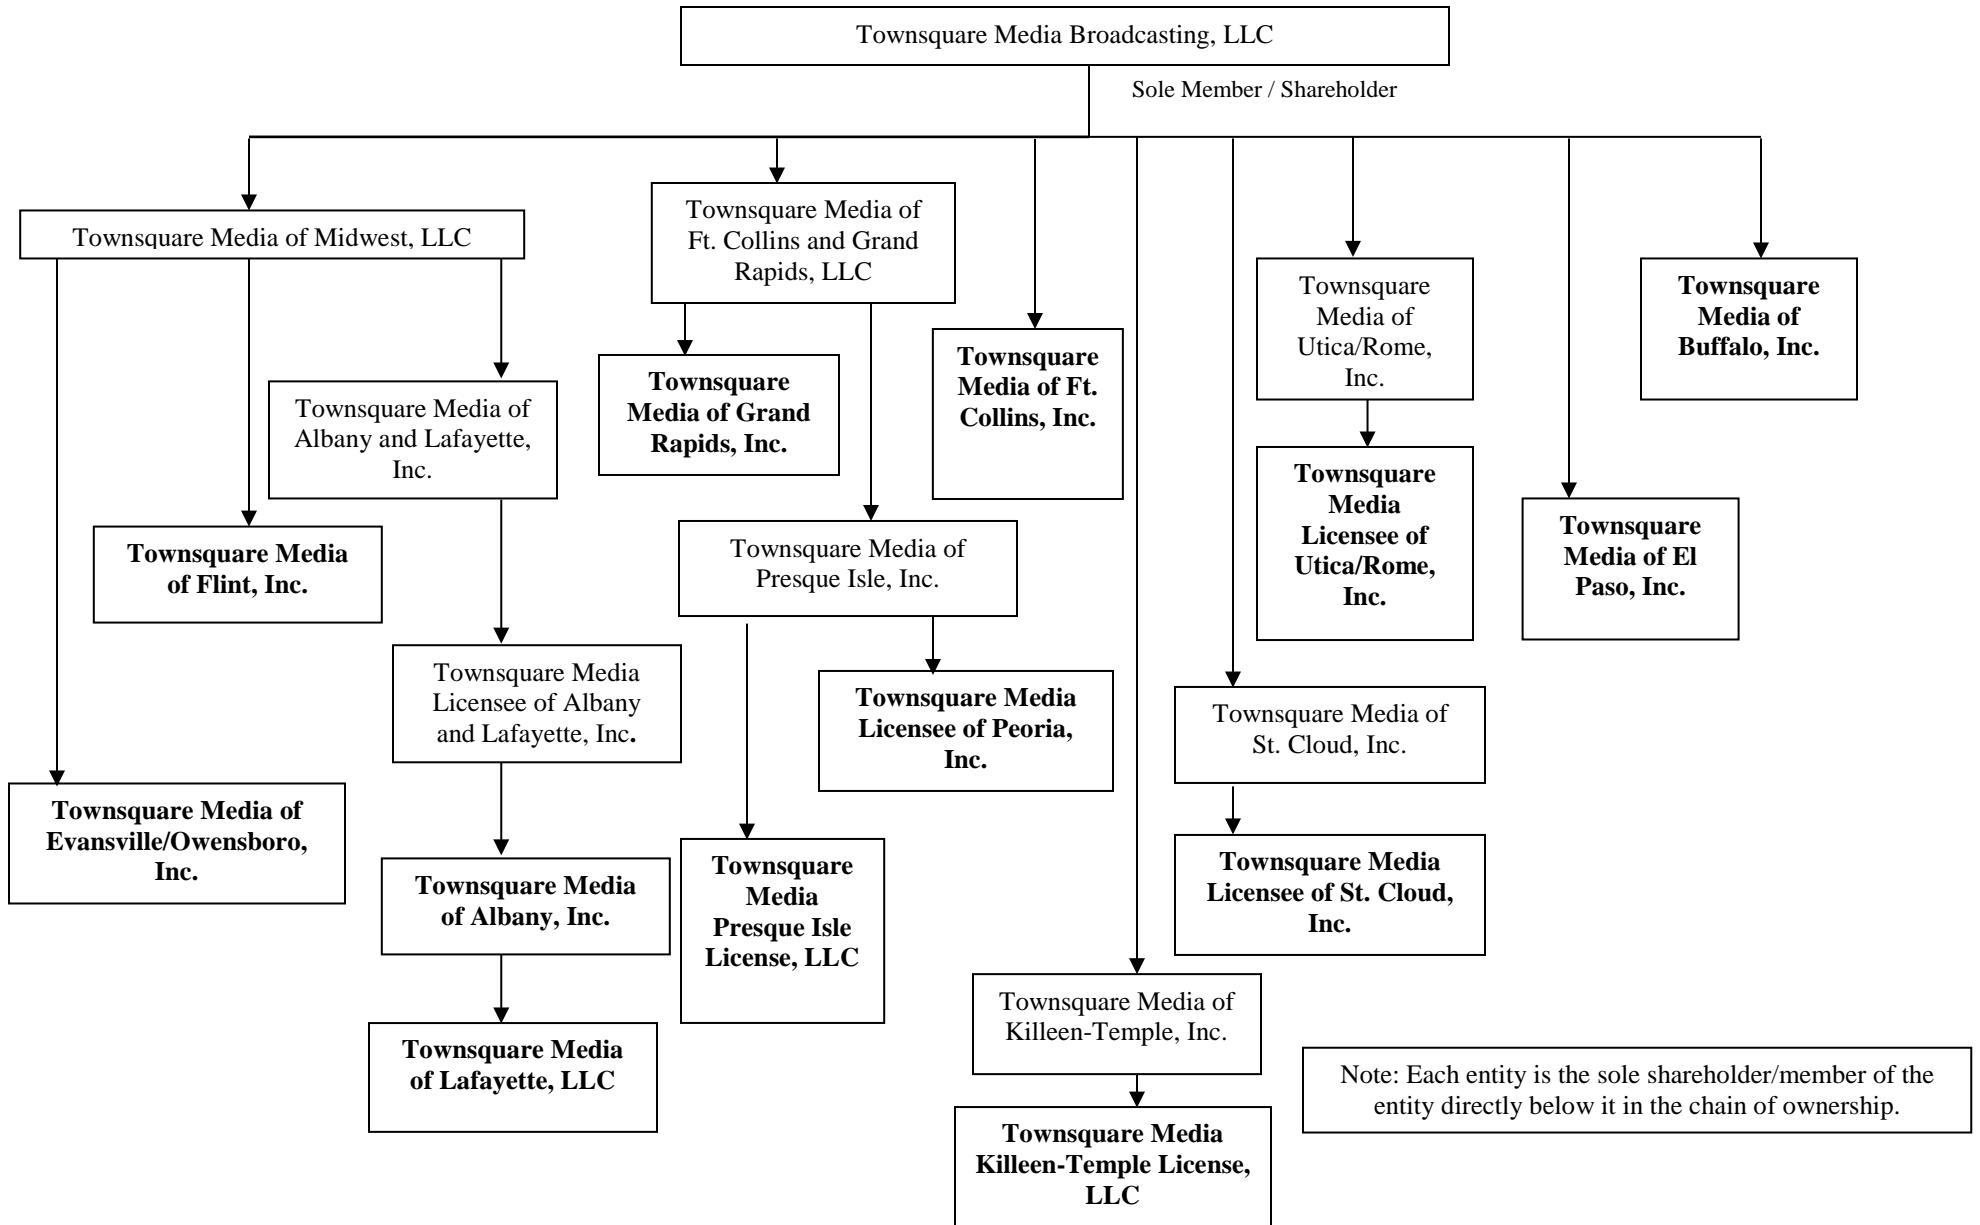 Townsquare Media Broadcasting, LLC
Sole Member / Shareholder
Townsquare Media of Midwest, LLC
Townsquare Media of
Ft. Collins and Grand
Rapids, LLC
Townsquare
Media of
Utica/Rome,
Inc.
Townsquare
Media of
Buffalo, Inc.
Townsquare Media of
Albany and Lafayette,
Inc.
Townsquare
Media of Grand
Rapids, Inc.
Townsquare
Media of Ft.
Collins, Inc.
Townsquare
Media
Licensee of
Utica/Rome,
Inc.
Townsquare
Media of El
Paso, Inc.
Townsquare Media
of Flint, Inc.
Townsquare Media of
Presque Isle, Inc.
Townsquare Media
Licensee of Albany
and Lafayette, Inc.
Townsquare Media
Licensee of Peoria,
Inc.
Townsquare Media of
St. Cloud, Inc.
Townsquare Media of
Evansville/Owensboro,
Inc.
Townsquare Media
of Albany, Inc.
Townsquare
Media
Presque Isle
License, LLC
Townsquare Media
Licensee of St. Cloud,
Inc.
Townsquare Media of
Killeen-Temple, Inc.
Townsquare Media
of Lafayette, LLC
Note: Each entity is the sole shareholder/member of the
entity directly below it in the chain of ownership.
Townsquare Media
Killeen-Temple License,
LLC